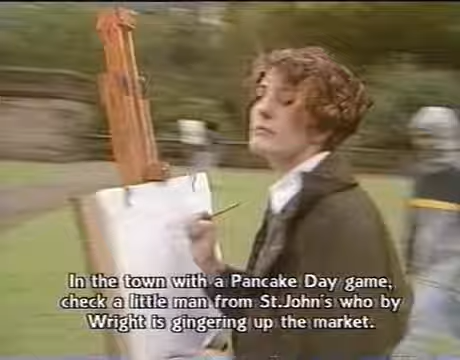 In the town with a Pancake Day game,
check a little man from St.John's who by
Wright is gingering up the market.